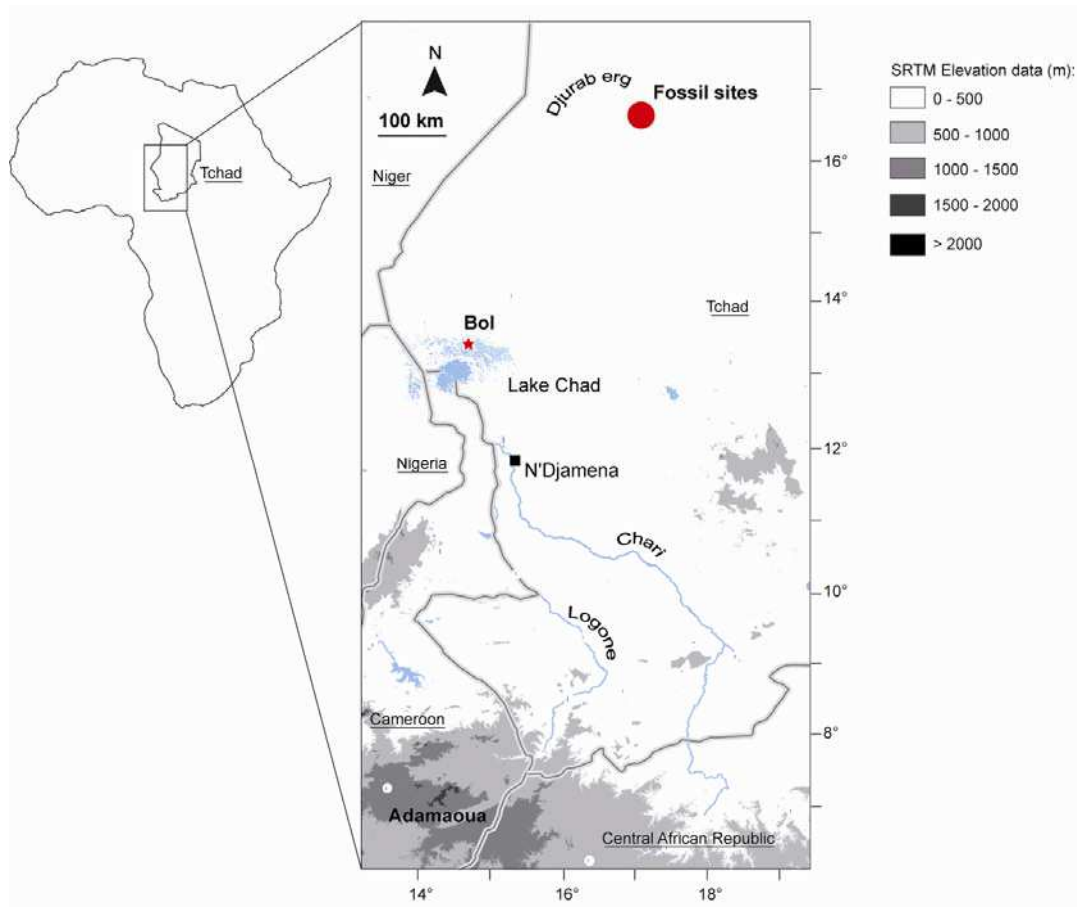 Tchad
N
100 km
Djurab erg
Fossil sites
Niger
Bol
Tchad
Lake Chad
Nigeria
N'Djamena
Chari
Logone
Cameroon
Adamaoua
Central African Republic
16°
14°
12°
10°
8°
14°
16°
18°
SRTM Elevation data (m):
0 - 500
500 - 1000
1000 - 1500
1500 - 2000
> 2000